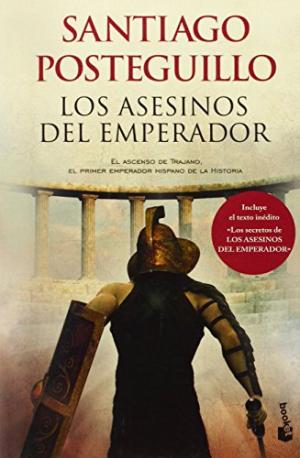 SANTIAGO
POSTEGUILLO
LOS ASESINOS
DEL EMPERADOR
EL ASCENSO DE TRAJANO,
EL PRIMER EMPERADOR HISPANO DE LA HISTORIA
Incluye
el texto inédito
«Los secretos de
LOS ASESINOS
DEL EMPERADOR»
booket